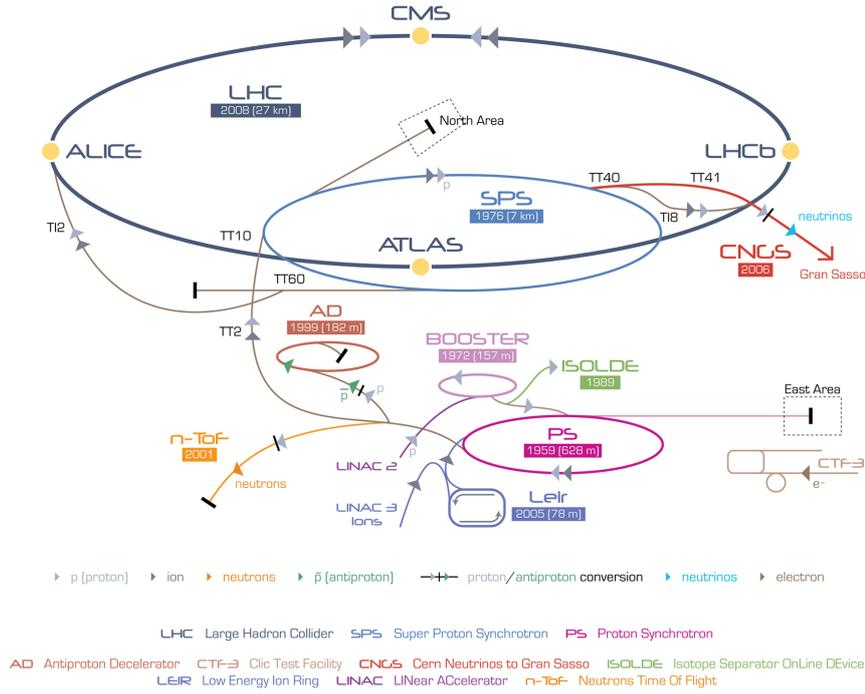 CMS
LHC
2008 (27 km)
North Area
ALICE
LHCb
TT40
TT41
SPS
1976 (7 km)
p
TI8
TI2
TT10
neutrinos
ATLAS
CNGS
2006
Gran Sasso
TT60
AD
1999 (182 m)
TT2
BOOSTER
1972 (157 m)
ISOLDE
1989
p
p̅
East Area
n-ToF
2001
PS
1959 (628 m)
p
LINAC 2
CTF-3
e-
neutrons
LINAC 3
Ions
Leir
2005 (78 m)
p (proton) ion neutrons p̅ (antiproton) proton/antiproton conversion neutrinos electron
LHC Large Hadron Collider SPS Super Proton Synchrotron PS Proton Synchrotron
AD Antiproton Decelerator CTF-3 Clic Test Facility CNGS Cern Neutrinos to Gran Sasso ISOLDE Isotope Separator OnLine DEvice
LEIR Low Energy Ion Ring LINAC LINear ACcelerator n-ToF Neutrons Time Of Flight